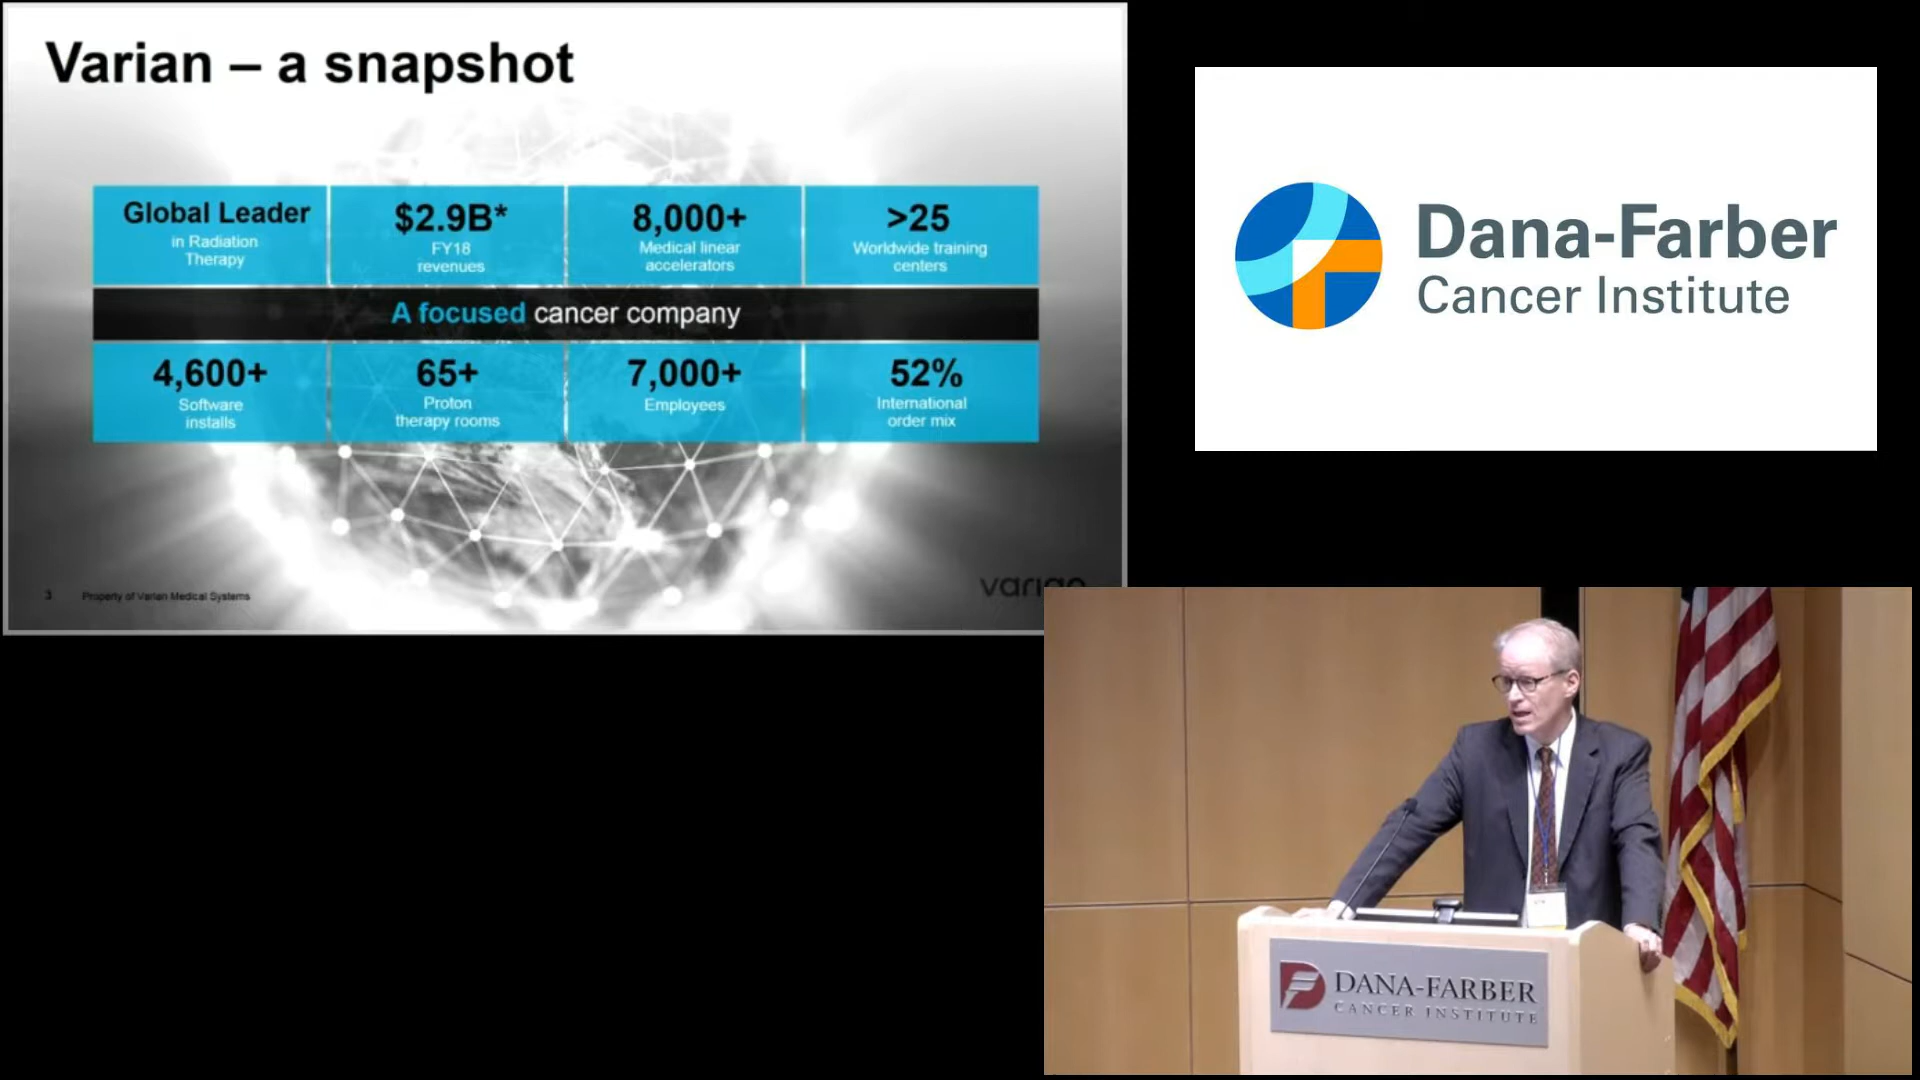 Varian – a snapshot
Global Leader
in Radiation
Therapy
$2.9B*
FY18
revenues
8,000+
Medical linear
accelerators
>25
Worldwide training
centers
A focused cancer company
4,600+
Software
installs
65+
Proton
therapy rooms
7,000+
Employees
52%
International
order mix
3
Property of Varian Medical Systems
Dana-Farber
Cancer Institute
DANA-FARBER
CANCER INSTITUTE